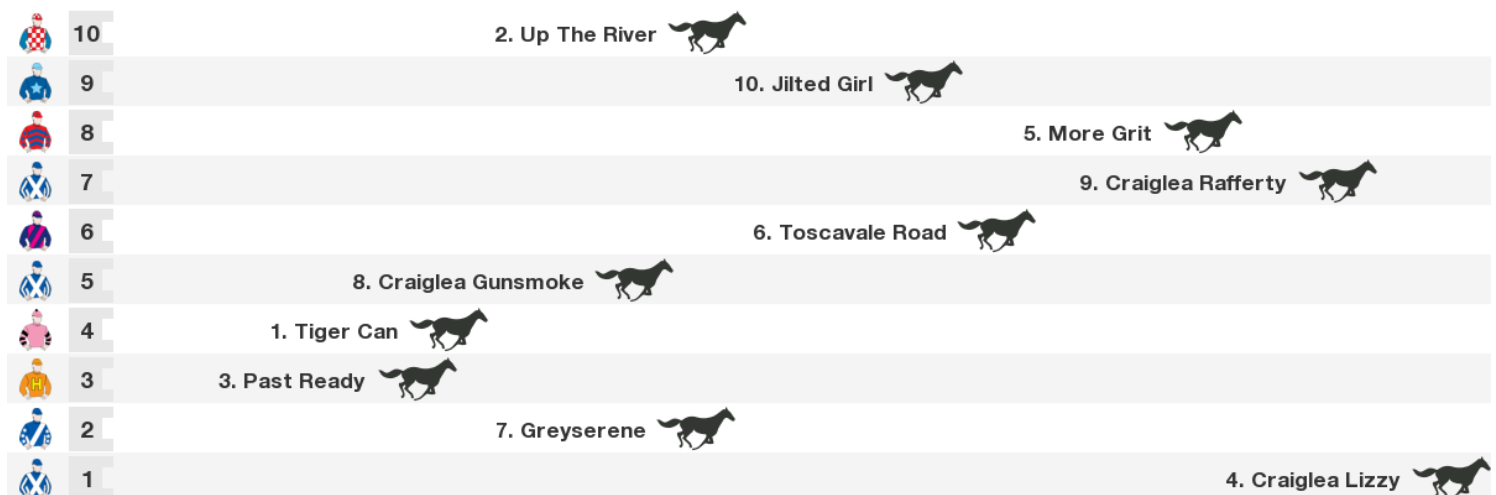 10 2. Up The River
9 10. Jilted Girl
8 5. More Grit
7 9. Craiglea Rafferty
6 6. Toscavale Road
5 8. Craiglea Gunsmoke
4 1. Tiger Can
3 3. Past Ready
H
2 7. Greyserene
1 4. Craiglea Lizzy